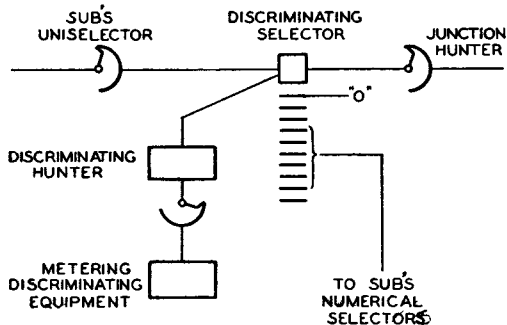 SUB'S
UNISELECTOR
DISCRIMINATING
SELECTOR
JUNCTION
HUNTER
"O"
DISCRIMINATING
HUNTER
METERING
DISCRIMINATING
EQUIPMENT
TO SUB'S
NUMERICAL
SELECTORS